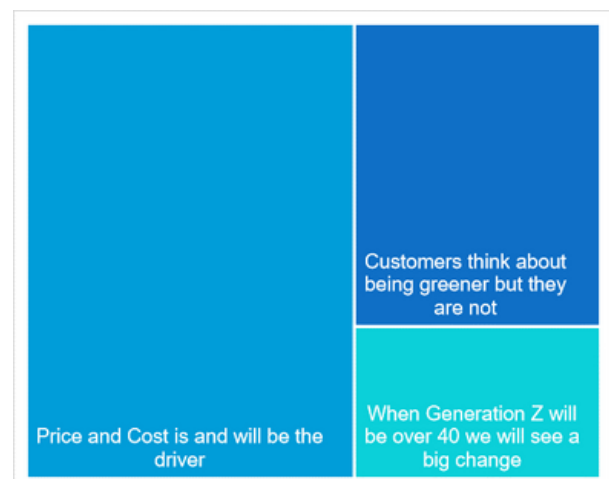 Price and Cost is and will be the
driver
Customers think about
being greener but they
are not
When Generation Z will
be over 40 we will see a
big change